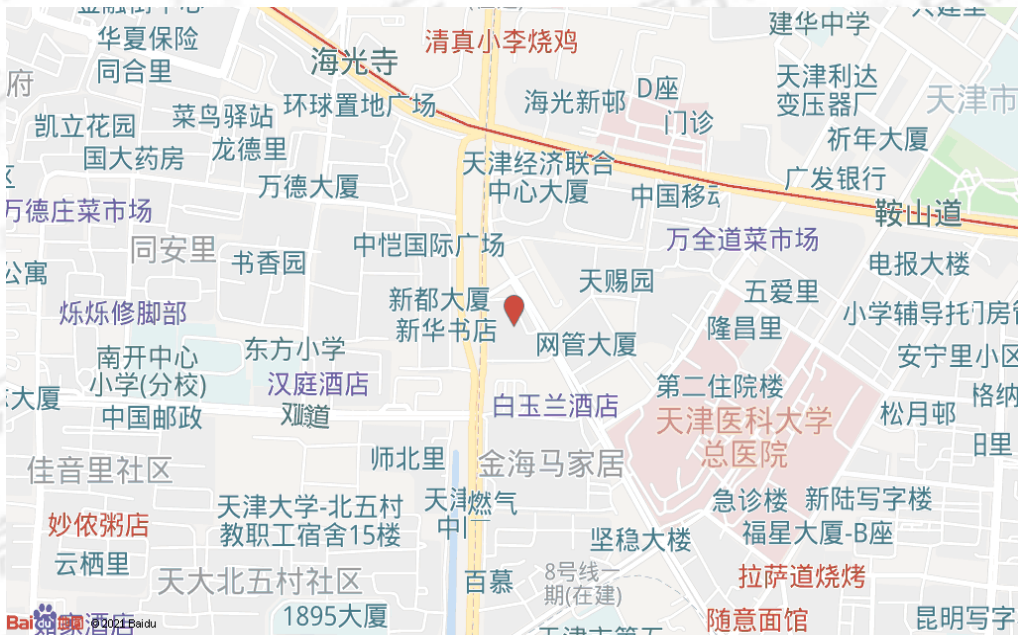 华夏保险
清真小李烧鸡
建华中学
海光寺
同合里
府
D座
天津利达
变压器厂
天津市
环球置地广场
海光新邨
菜鸟驿站
凯立花园
门诊
祈年大厦
龙德里
国大药房
天津经济联合
中心大厦
广发银行
万德大厦
中国移
万德庄菜市场
鞍山道
中恺国际广场
万全道菜市场
同安里
书香园
电报大楼
公寓
天赐园
五爱里
新都大厦
烁烁修脚部
小学辅导托
门房
新华书店
隆昌里
网管大厦
东方小学
南开中心
小学(分校)
安宁里小区
汉庭酒店
第二住院楼
大厦
格纳
白玉兰酒店
中国邮政
道
天津医科大学
总医院
松月邨
师北里
金海马家居
佳音里社区
旧里
天津大学-北五村
教职工宿舍15楼
燃气
急诊楼
新陆写字楼
妙侬粥店
福星大厦-B座
坚稳大楼
云栖里
天大北五村社区
百慕
8号线一
期(在建)
拉萨道烧烤
1895大厦
随意面馆
昆明写字
Bai du 地图
© 2021 Baidu